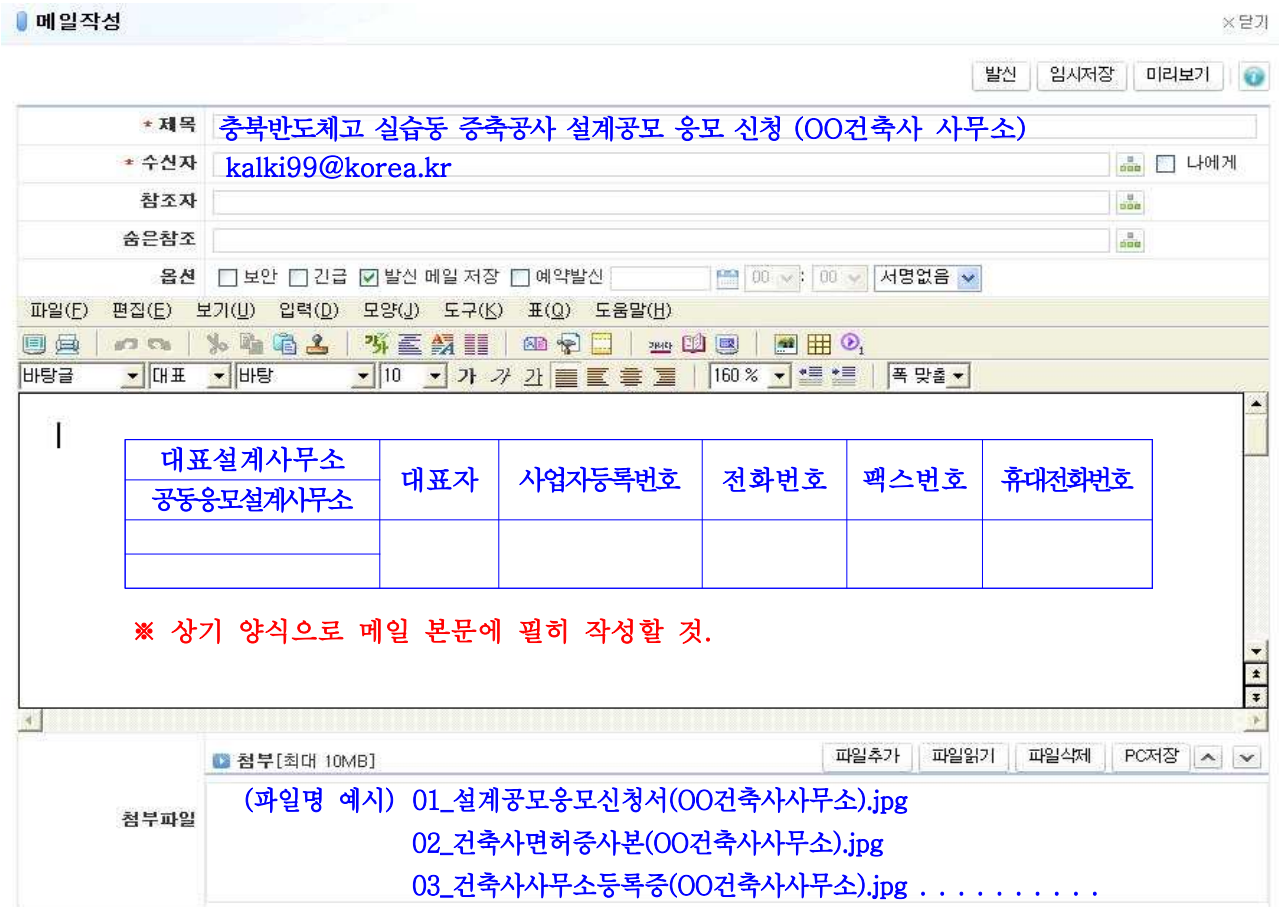 메일작성
×닫기
발신 임시저장 미리보기
* 제목 충북반도체고 실습동 증축공사 설계공모 응모 신청 (OO건축사 사무소)
* 수신자 kalki99@korea.kr 나에게
참조자
숨은참조
옵션 보안 긴급 발신 메일 저장 예약발신 00 : 00 서명없음
파일(F) 편집(E) 보기(U) 입력(D) 모양(J) 도구(K) 표(Q) 도움말(H)
바탕글 대표 바탕 10 가 가 가 160 % 폭 맞춤
대표설계사무소
공동응모설계사무소
대표자 사업자등록번호 전화번호 팩스번호 휴대전화번호
※ 상기 양식으로 메일 본문에 필히 작성할 것.
첨부[최대 10MB] 파일추가 파일읽기 파일삭제 PC저장
첨부파일
(파일명 예시) 01_설계공모응모신청서(OO건축사사무소).jpg
02_건축사면허증사본(OO건축사사무소).jpg
03_건축사사무소등록증(OO건축사사무소).jpg . . . . . . . . . .